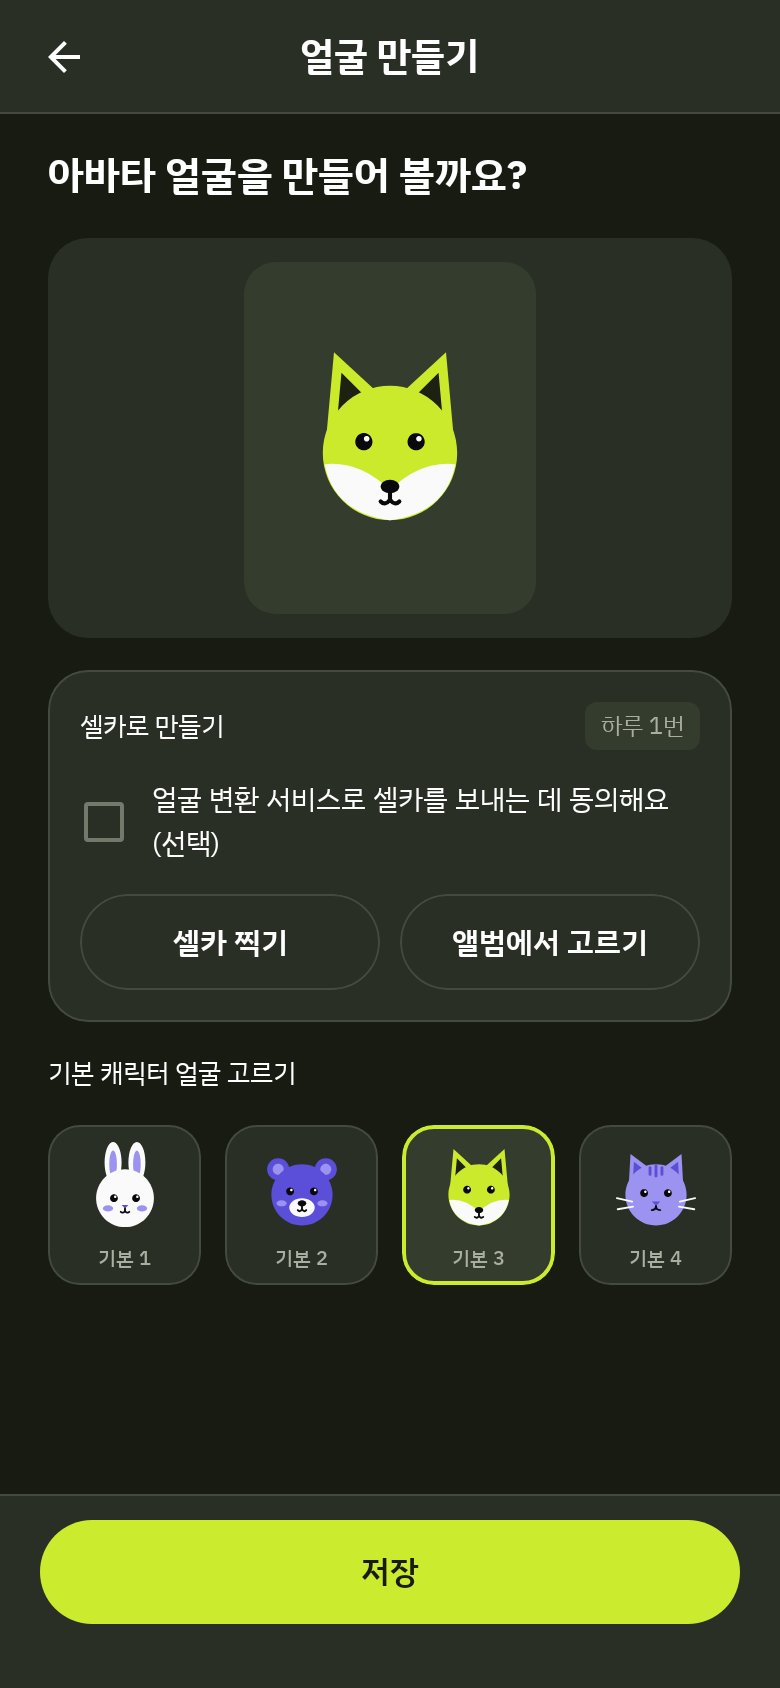 얼굴 만들기
아바타 얼굴을 만들어 볼까요?
셀카로 만들기
하루 1번
얼굴 변환 서비스로 셀카를 보내는 데 동의해요
(선택)
셀카 찍기
앨범에서 고르기
기본 캐릭터 얼굴 고르기
기본 1
기본 2
기본 3
기본 4
저장